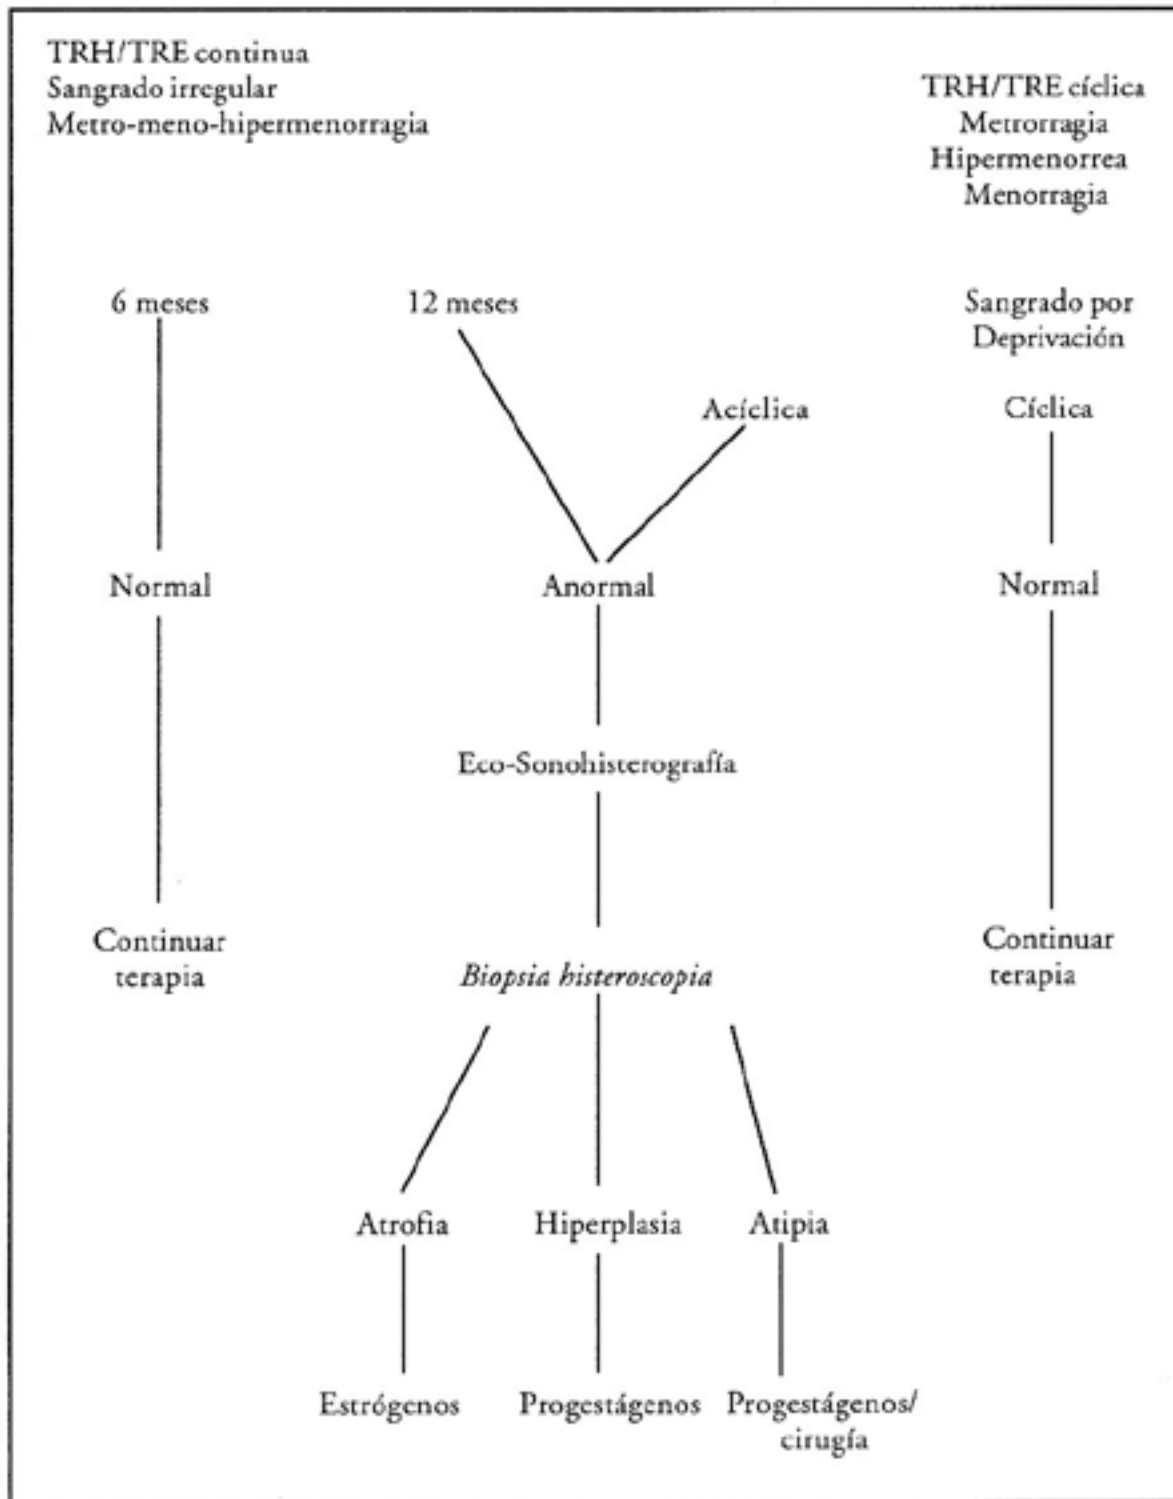 TRH/TRE continua
Sangrado irregular
Metro-meno-hipermenorragia
TRH/TRE cíclica
Metrorragia
Hipermenorrea
Menorragia
6 meses
12 meses
Sangrado por
Deprivación
Acíclica
Cíclica
Normal
Anormal
Normal
Eco-Sonohisterografía
Continuar
terapia
Biopsia histeroscopia
Continuar
terapia
Atrofia
Hiperplasia
Atipia
Estrógenos
Progestágenos
Progestágenos/
cirugía